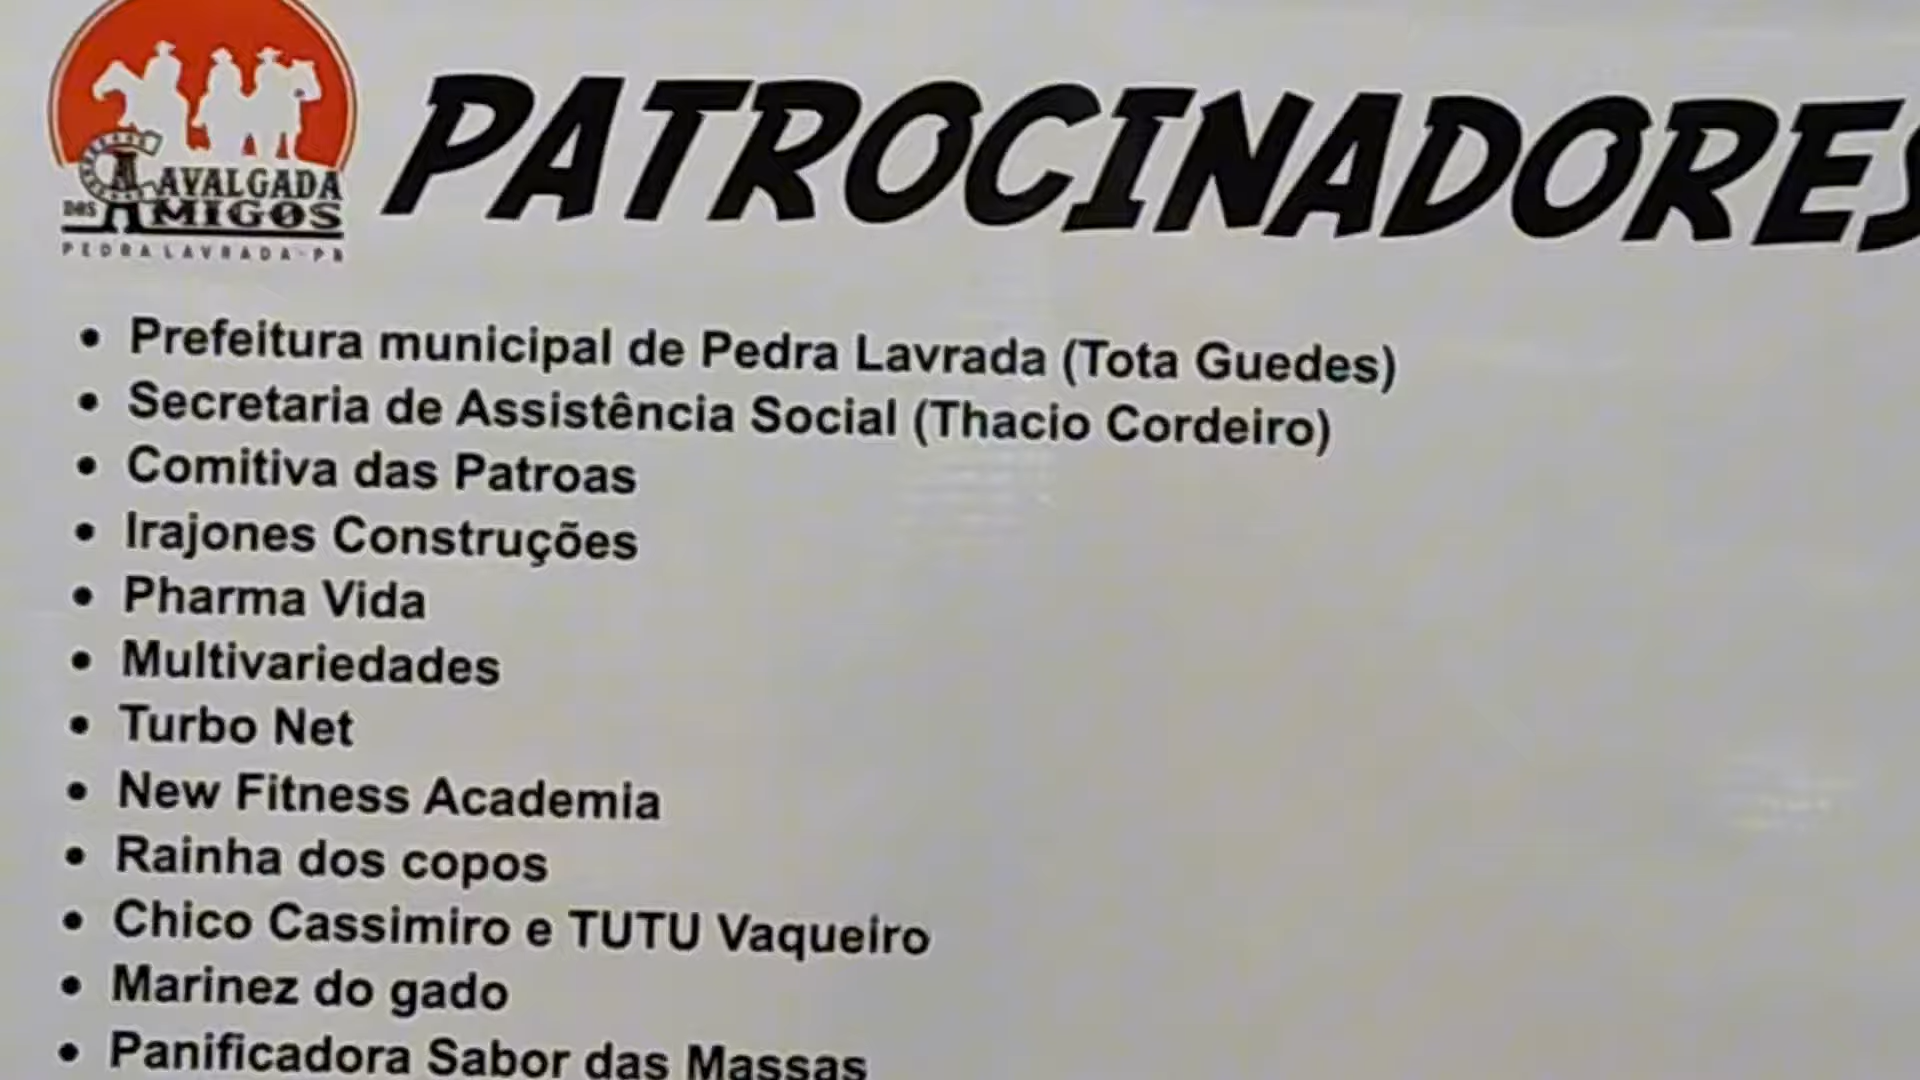 CAVALGADA
DOS AMIGOS
PEDRA LAVRADA-PB
PATROCINADORES
• Prefeitura municipal de Pedra Lavrada (Tota Guedes)
• Secretaria de Assistência Social (Thacio Cordeiro)
• Comitiva das Patroas
• Irajones Construções
• Pharma Vida
• Multivariedades
• Turbo Net
• New Fitness Academia
• Rainha dos copos
• Chico Cassimiro e TUTU Vaqueiro
• Marinez do gado
• Panificadora Sabor das Massas